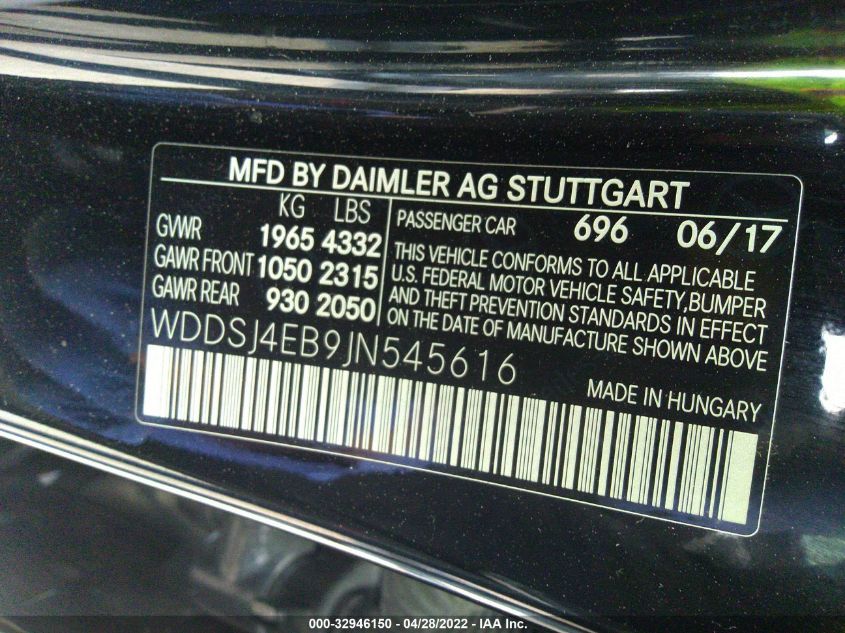 MFD BY DAIMLER AG STUTTGART
KG LBS
GVWR 1965 4332
GAWR FRONT 1050 2315
GAWR REAR 930 2050
PASSENGER CAR 696 06/17
THIS VEHICLE CONFORMS TO ALL APPLICABLE
U.S. FEDERAL MOTOR VEHICLE SAFETY,BUMPER
AND THEFT PREVENTION STANDARDS IN EFFECT
ON THE DATE OF MANUFACTURE SHOWN ABOVE
WDDSJ4EB9JN545616
MADE IN HUNGARY
000-32946150 - 04/28/2022 - IAA Inc.